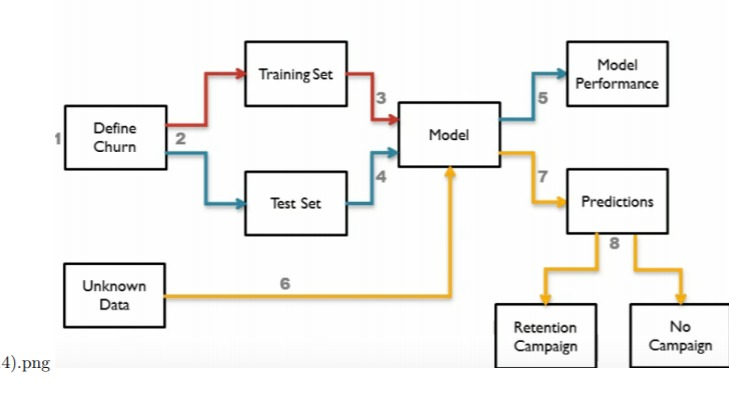 Training Set
Model
Performance
3
5
1
Define
Churn
2
Model
4
7
Test Set
Predictions
8
Unknown
Data
6
Retention
Campaign
No
Campaign
4).png